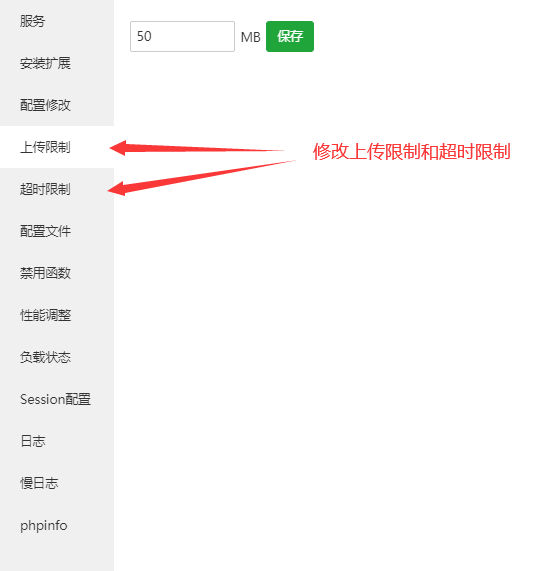 服务
安装扩展
配置修改
上传限制
超时限制
配置文件
禁用函数
性能调整
负载状态
Session配置
日志
慢日志
phpinfo
50 MB 保存
修改上传限制和超时限制